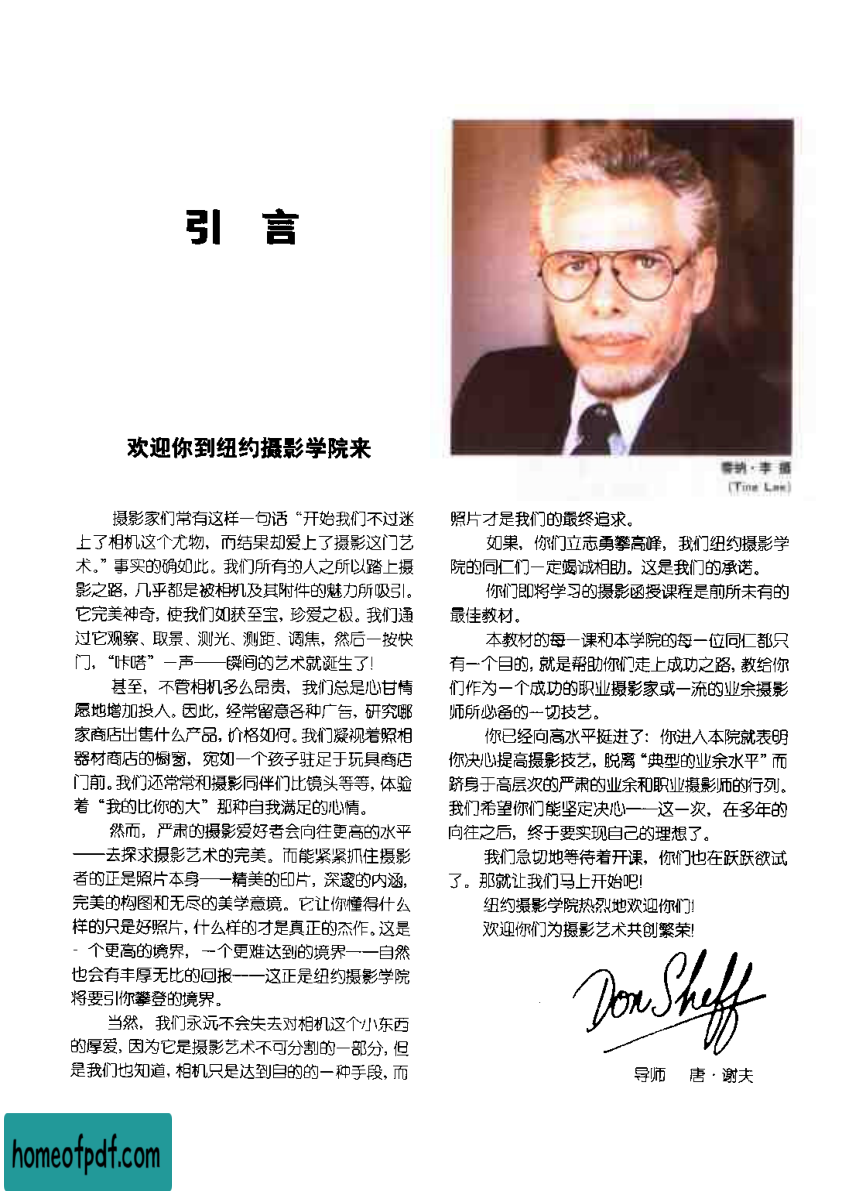 引 言
欢迎你到纽约摄影学院来
蒂纳·李 摄
(Tina Lee)
摄影家们常有这样一句话“开始我们不过迷
上了相机这个尤物，而结果却爱上了摄影这门艺
术。”事实的确如此。我们所有的人之所以踏上摄
影之路，几乎都是被相机及其附件的魅力所吸引。
它完美神奇，使我们如获至宝，珍爱之极。我们通
过它观察、取景、测光、测距、调焦，然后一按快
门，“咔嗒”一声——瞬间的艺术就诞生了!
甚至，不管相机多么昂贵，我们总是心甘情
愿地增加投入。因此，经常留意各种广告，研究哪
家商店出售什么产品，价格如何。我们凝视着照相
器材商店的橱窗，宛如一个孩子驻足于玩具商店
门前。我们还常常和摄影同伴们比镜头等等，体验
着“我的比你的大”那种自我满足的心情。
然而，严肃的摄影爱好者会向往更高的水平
——去探求摄影艺术的完美。而能紧紧抓住摄影
者的正是照片本身——精美的印片，深邃的内涵，
完美的构图和无尽的美学意境。它让你懂得什么
样的只是好照片，什么样的才是真正的杰作。这是
一个更高的境界，一个更难达到的境界——自然
也会有丰厚无比的回报——这正是纽约摄影学院
将要引你攀登的境界。
当然，我们永远不会失去对相机这个小东西
的厚爱，因为它是摄影艺术不可分割的一部分，但
是我们也知道，相机只是达到目的的一种手段，而
照片才是我们的最终追求。
如果，你们立志勇攀高峰，我们纽约摄影学
院的同仁们一定竭诚相助。这是我们的承诺。
你们即将学习的摄影函授课程是前所未有的
最佳教材。
本教材的每一课和本学院的每一位同仁都只
有一个目的，就是帮助你们走上成功之路，教给你
们作为一个成功的职业摄影家或一流的业余摄影
师所必备的一切技艺。
你已经向高水平挺进了：你进入本院就表明
你决心提高摄影技艺，脱离“典型的业余水平”而
跻身于高层次的严肃的业余和职业摄影师的行列。
我们希望你们能坚定决心——这一次，在多年的
向往之后，终于要实现自己的理想了。
我们急切地等待着开课，你们也在跃跃欲试
了。那就让我们马上开始吧!
纽约摄影学院热烈地欢迎你们!
欢迎你们为摄影艺术共创繁荣!
Don Sheff
导师 唐·谢夫
homeofpdf.com